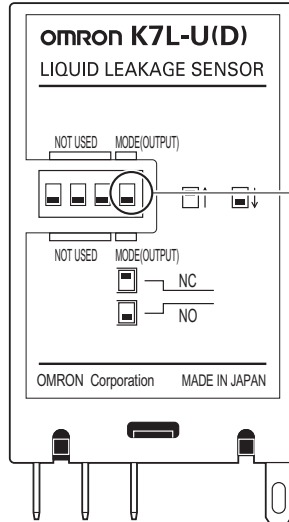 OMRON K7L-U(D)
LIQUID LEAKAGE SENSOR
NOT USED MODE(OUTPUT)
↑ ↓
NOT USED MODE(OUTPUT)
NC
NO
OMRON Corporation MADE IN JAPAN